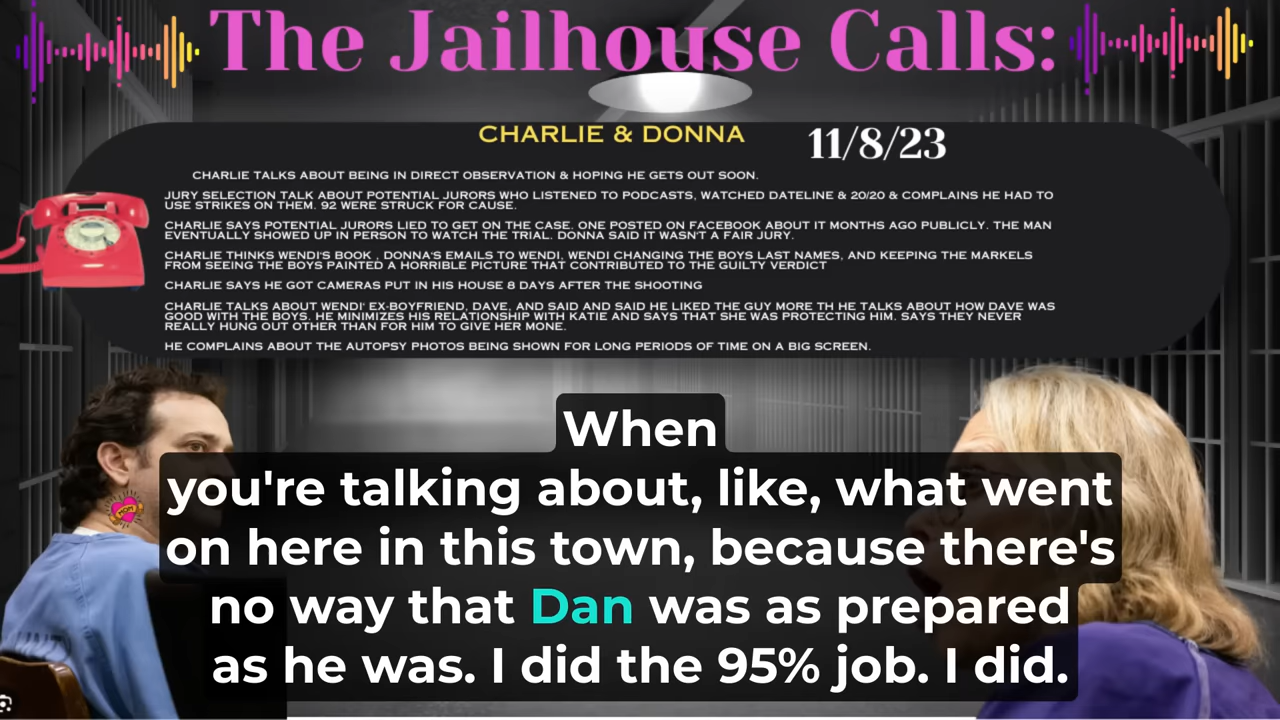 The Jailhouse Calls:
CHARLIE & DONNA 11/8/23
CHARLIE TALKS ABOUT BEING IN DIRECT OBSERVATION & HOPING HE GETS OUT SOON.
JURY SELECTION TALK ABOUT POTENTIAL JURORS WHO LISTENED TO PODCASTS, WATCHED DATELINE & 20/20 & COMPLAINS HE HAD TO
USE STRIKES ON THEM. 92 WERE STRUCK FOR CAUSE.
CHARLIE SAYS POTENTIAL JURORS LIED TO GET ON THE CASE. ONE POSTED ON FACEBOOK ABOUT IT MONTHS AGO PUBLICLY. THE MAN
EVENTUALLY SHOWED UP IN PERSON TO WATCH THE TRIAL. DONNA SAID IT WASN'T A FAIR JURY.
CHARLIE THINKS WENDI'S BOOK , DONNA'S EMAILS TO WENDI, WENDI CHANGING THE BOYS LAST NAMES, AND KEEPING THE MARKELS
FROM SEEING THE BOYS PAINTED A HORRIBLE PICTURE THAT CONTRIBUTED TO THE GUILTY VERDICT
CHARLIE SAYS HE GOT CAMERAS PUT IN HIS HOUSE 8 DAYS AFTER THE SHOOTING
CHARLIE TALKS ABOUT WENDI' EX-BOYFRIEND, DAVE, AND SAID AND SAID HE LIKED THE GUY MORE TH HE TALKS ABOUT HOW DAVE WAS
GOOD WITH THE BOYS. HE MINIMIZES HIS RELATIONSHIP WITH KATIE AND SAYS THAT SHE WAS PROTECTING HIM. SAYS THEY NEVER
REALLY HUNG OUT OTHER THAN FOR HIM TO GIVE HER MONE.
HE COMPLAINS ABOUT THE AUTOPSY PHOTOS BEING SHOWN FOR LONG PERIODS OF TIME ON A BIG SCREEN.
MOM
When
you're talking about, like, what went
on here in this town, because there's
no way that Dan was as prepared
as he was. I did the 95% job. I did.